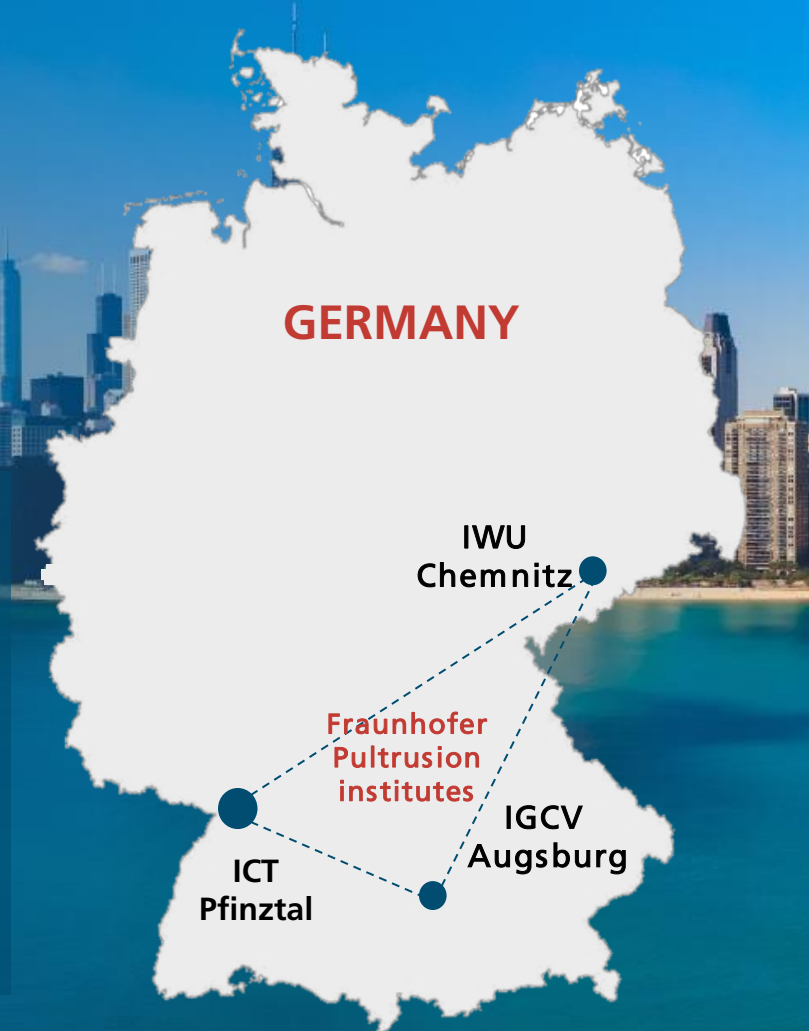 GERMANY
IWU
Chemnitz
Fraunhofer
Pultrusion
institutes
IGCV
Augsburg
ICT
Pfinztal